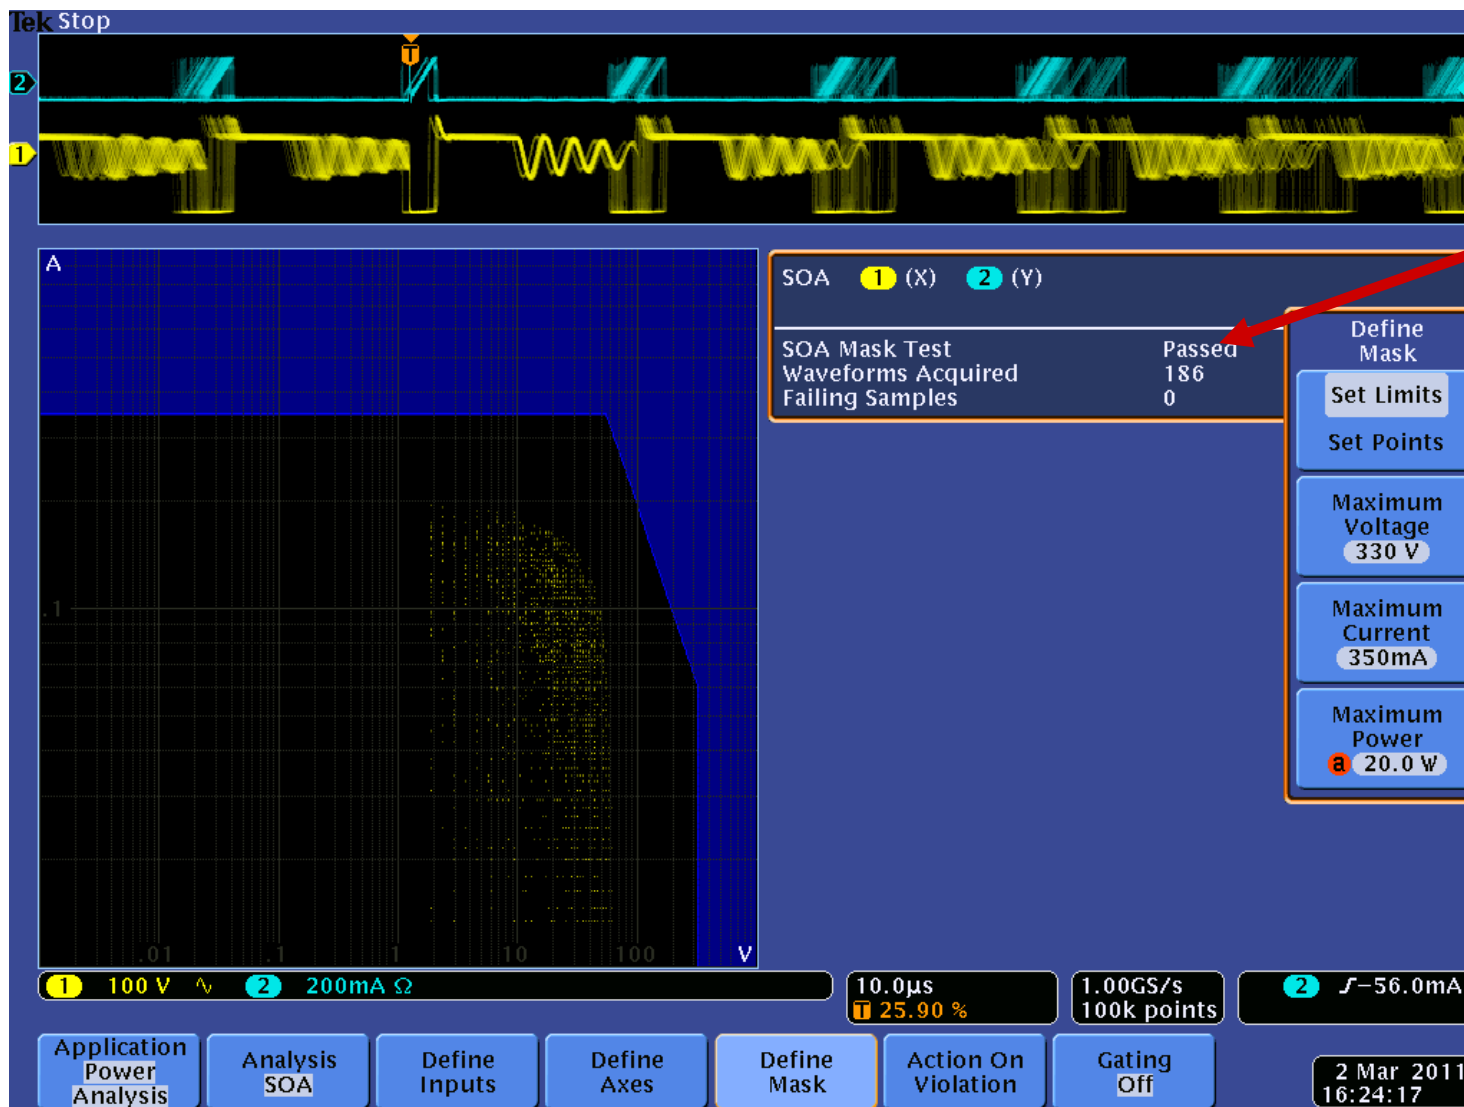 Tek Stop
T
2
1
A
.1
.01 .1 1 10 100 V
SOA 1 (X) 2 (Y)
SOA Mask Test Passed
Waveforms Acquired 186
Failing Samples 0
Define
Mask
Set Limits
Set Points
Maximum
Voltage
330 V
Maximum
Current
350mA
Maximum
Power
a 20.0 W
1 100 V 2 200mA Ω
10.0µs
T 25.90 %
1.00GS/s
100k points
2 -56.0mA
Application
Power
Analysis
Analysis
SOA
Define
Inputs
Define
Axes
Define
Mask
Action On
Violation
Gating
Off
2 Mar 2011
16:24:17